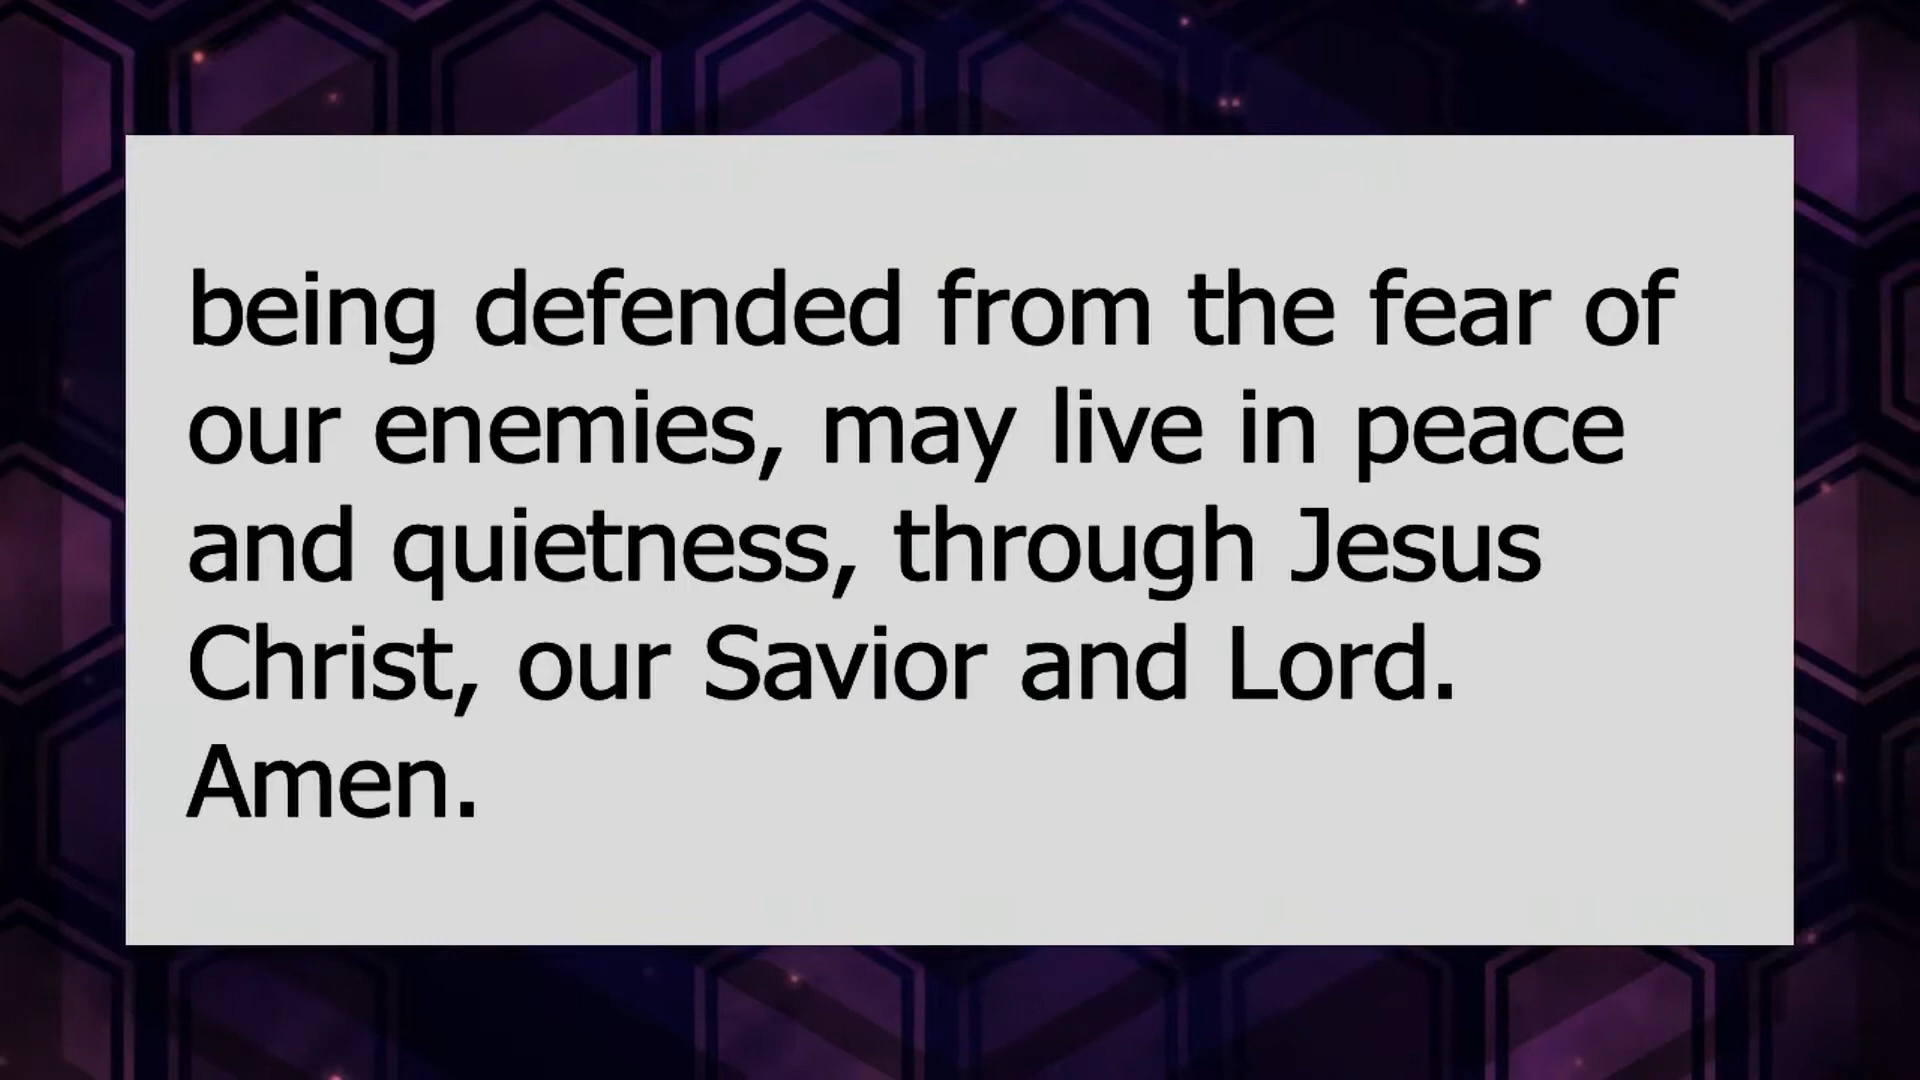 being defended from the fear of
our enemies, may live in peace
and quietness, through Jesus
Christ, our Savior and Lord.
Amen.